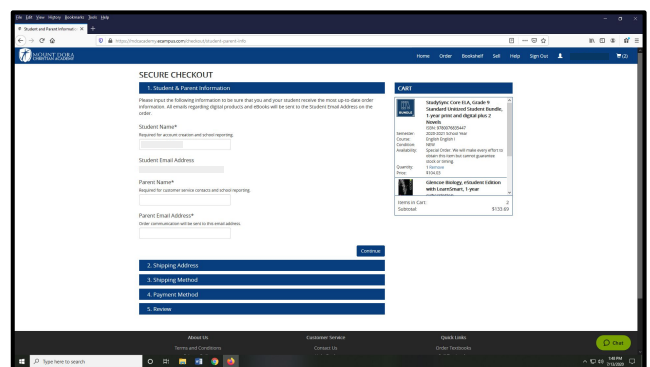 File Edit View History Bookmarks Tools Help
Student and Parent Information
https://mdcacademy.ecampus.com/checkout/student-parent-info
MOUNT DORA
CHRISTIAN ACADEMY
Home Order Bookshelf Sell Help Sign Out (2)
SECURE CHECKOUT
1. Student & Parent Information
Please input the following information to be sure that you and your student receive the most up-to-date order
information. All emails regarding digital products and eBooks will be sent to the Student Email Address on the
order.
Student Name*
Required for account creation and school reporting.
Student Email Address
Parent Name*
Required for customer service contacts and school reporting.
Parent Email Address*
Order communication will be sent to this email address.
Continue
2. Shipping Address
3. Shipping Method
4. Payment Method
5. Review
CART
BUNDLE
StudySync Core ELA, Grade 9
Standard Unkized Student Bundle,
1-year print and digital plus 2
Novels
ISBN: 9780076835447
Semester: 2020-2021 School Year
Course: English English I
Condition: NEW
Availability: Special Order. We will make every effort to
obtain this item but cannot guarantee
stock or timing.
Quantity: 1 Remove
Price: $104.03
Glencoe Biology, eStudent Edition
with LearnSmart, 1-year
Items in Cart: 2
Subtotal: $133.69
About Us
Terms and Conditions
Customer Service
Contact Us
Quick Links
Order Textbooks
Chat
Type here to search
1:40 PM
7/13/2020